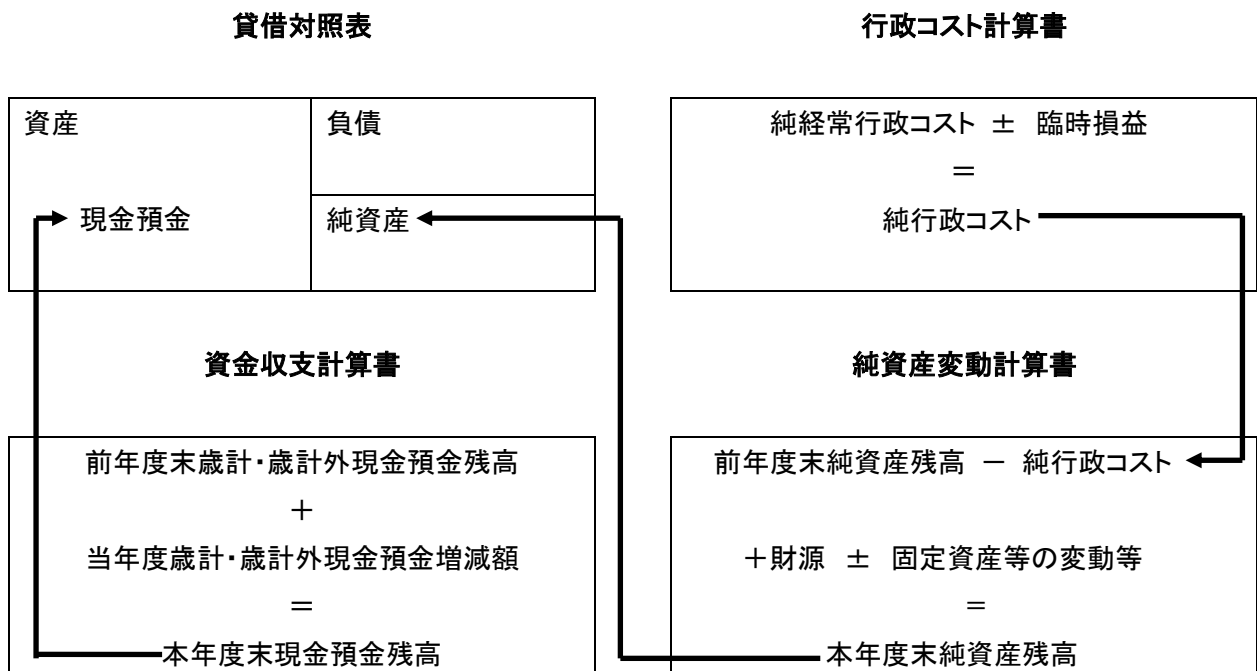 貸借対照表
資産
負債
現金預金
純資産
行政コスト計算書
純経常行政コスト ± 臨時損益
＝
純行政コスト
資金収支計算書
前年度末歳計・歳計外現金預金残高
＋
当年度歳計・歳計外現金預金増減額
＝
本年度末現金預金残高
純資産変動計算書
前年度末純資産残高 － 純行政コスト
＋財源 ± 固定資産等の変動等
＝
本年度末純資産残高